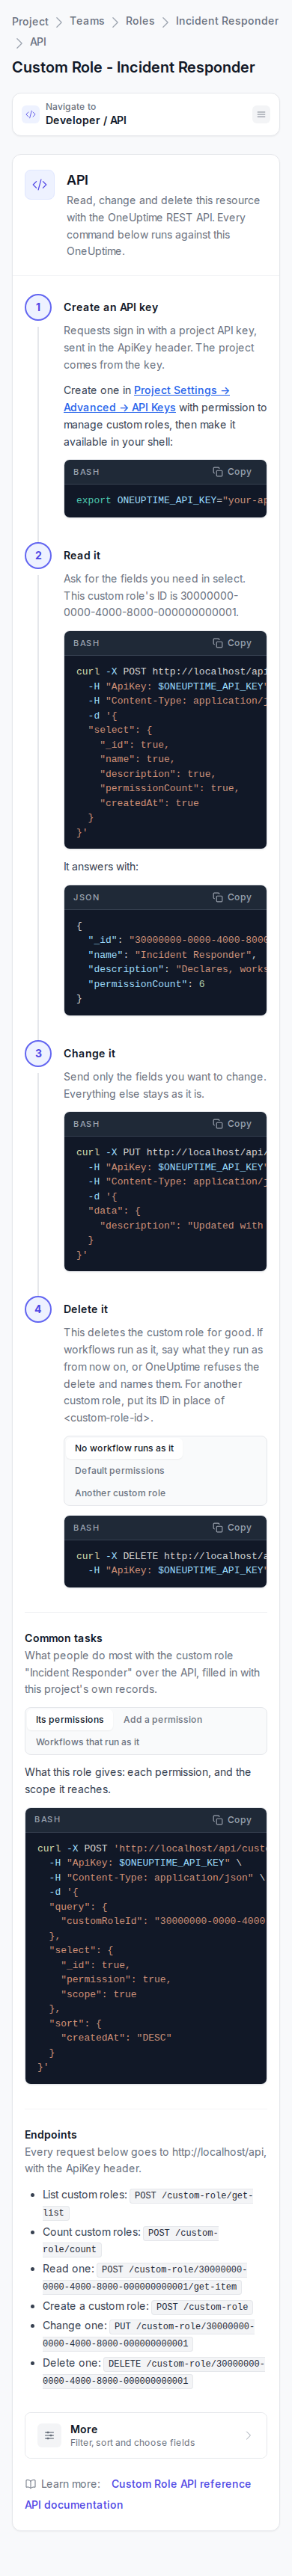 Project > Teams > Roles > Incident Responder
> API
Custom Role - Incident Responder
Navigate to
Developer / API
API
Read, change and delete this resource
with the OneUptime REST API. Every
command below runs against this
OneUptime.
1
Create an API key
Requests sign in with a project API key,
sent in the ApiKey header. The project
comes from the key.
Create one in Project Settings →
Advanced → API Keys with permission to
manage custom roles, then make it
available in your shell:
BASH
Copy
export ONEUPTIME_API_KEY="your-ap
2
Read it
Ask for the fields you need in select.
This custom role's ID is 30000000-
0000-4000-8000-000000000001.
BASH
Copy
curl -X POST http://localhost/api
-H "ApiKey: $ONEUPTIME_API_KEY"
-H "Content-Type: application/j
-d '{
"select": {
"_id": true,
"name": true,
"description": true,
"permissionCount": true,
"createdAt": true
}
}'
It answers with:
JSON
Copy
{
"_id": "30000000-0000-4000-8000
"name": "Incident Responder",
"description": "Declares, works
"permissionCount": 6
}
3
Change it
Send only the fields you want to change.
Everything else stays as it is.
BASH
Copy
curl -X PUT http://localhost/api/
-H "ApiKey: $ONEUPTIME_API_KEY"
-H "Content-Type: application/j
-d '{
"data": {
"description": "Updated with
}
}'
4
Delete it
This deletes the custom role for good. If
workflows run as it, say what they run as
from now on, or OneUptime refuses the
delete and names them. For another
custom role, put its ID in place of
<custom-role-id>.
No workflow runs as it
Default permissions
Another custom role
BASH
Copy
curl -X DELETE http://localhost/a
-H "ApiKey: $ONEUPTIME_API_KEY"
Common tasks
What people do most with the custom role
"Incident Responder" over the API, filled in with
this project's own records.
Its permissions
Add a permission
Workflows that run as it
What this role gives: each permission, and the
scope it reaches.
BASH
Copy
curl -X POST 'http://localhost/api/custo
-H "ApiKey: $ONEUPTIME_API_KEY" \
-H "Content-Type: application/json" \
-d '{
"query": {
"customRoleId": "30000000-0000-4000
},
"select": {
"_id": true,
"permission": true,
"scope": true
},
"sort": {
"createdAt": "DESC"
}
}'
Endpoints
Every request below goes to http://localhost/api,
with the ApiKey header.
• List custom roles: POST /custom-role/get-
list
• Count custom roles: POST /custom-
role/count
• Read one: POST /custom-role/30000000-
0000-4000-8000-000000000001/get-item
• Create a custom role: POST /custom-role
• Change one: PUT /custom-role/30000000-
0000-4000-8000-000000000001
• Delete one: DELETE /custom-role/30000000-
0000-4000-8000-000000000001
More
Filter, sort and choose fields
Learn more: Custom Role API reference
API documentation